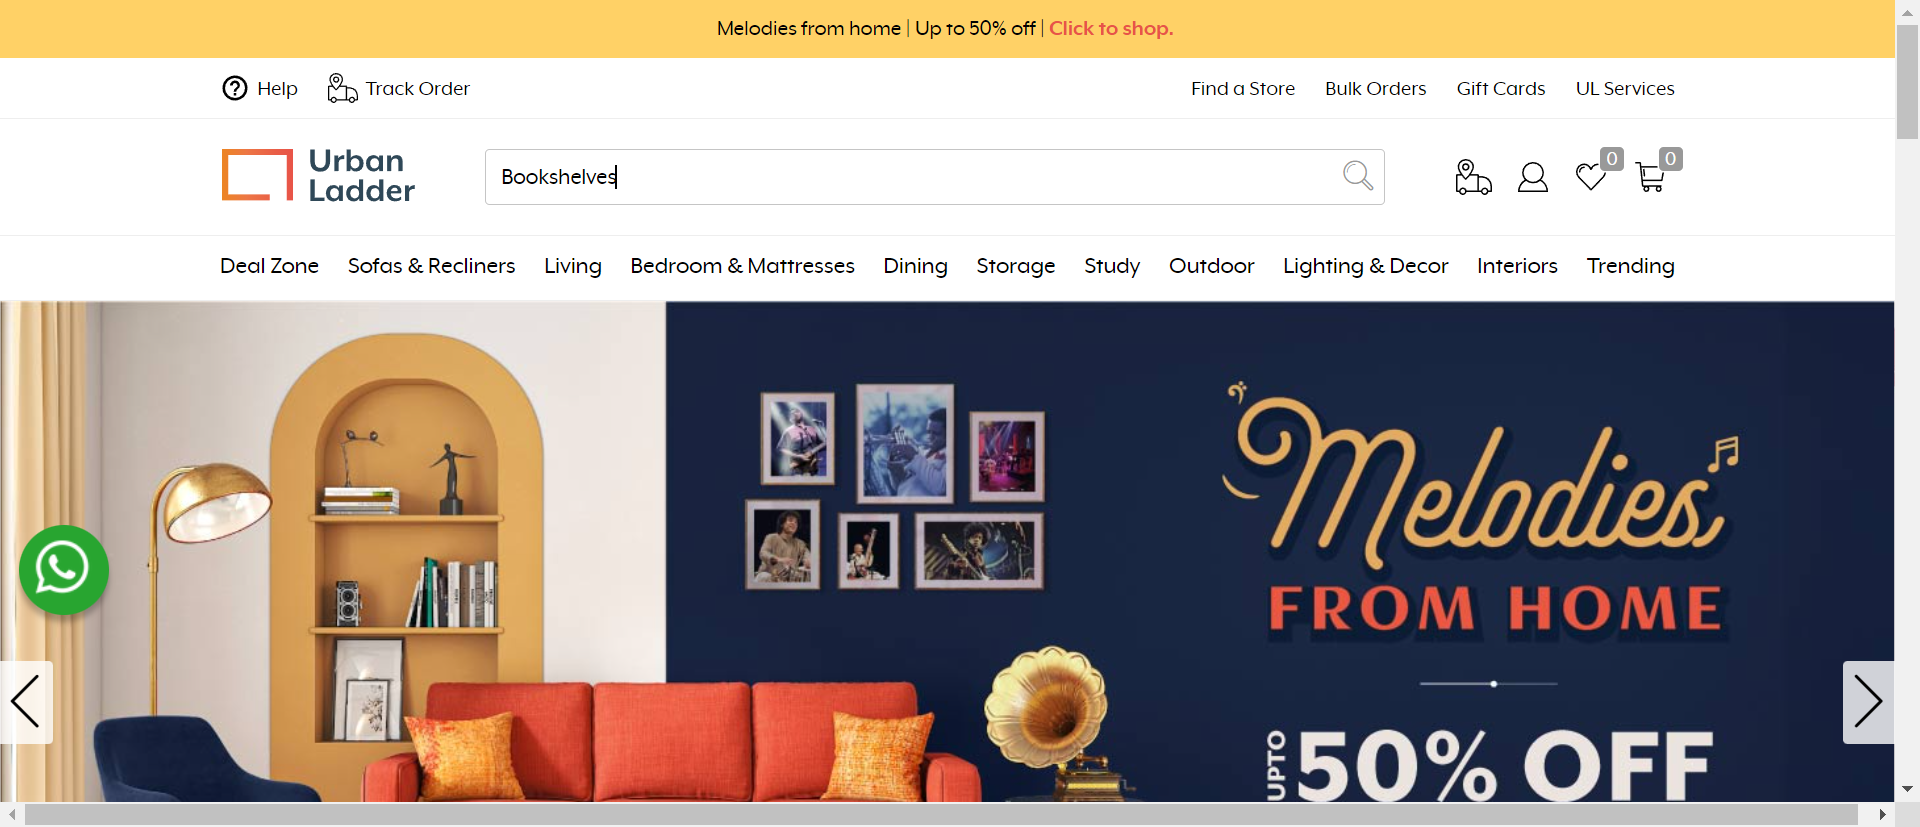 Melodies from home | Up to 50% off | Click to shop.
Help
Track Order
Find a Store
Bulk Orders
Gift Cards
UL Services
Urban
Ladder
Bookshelves
0
0
Deal Zone
Sofas & Recliners
Living
Bedroom & Mattresses
Dining
Storage
Study
Outdoor
Lighting & Decor
Interiors
Trending
Melodies
FROM HOME
UPTO
50% OFF